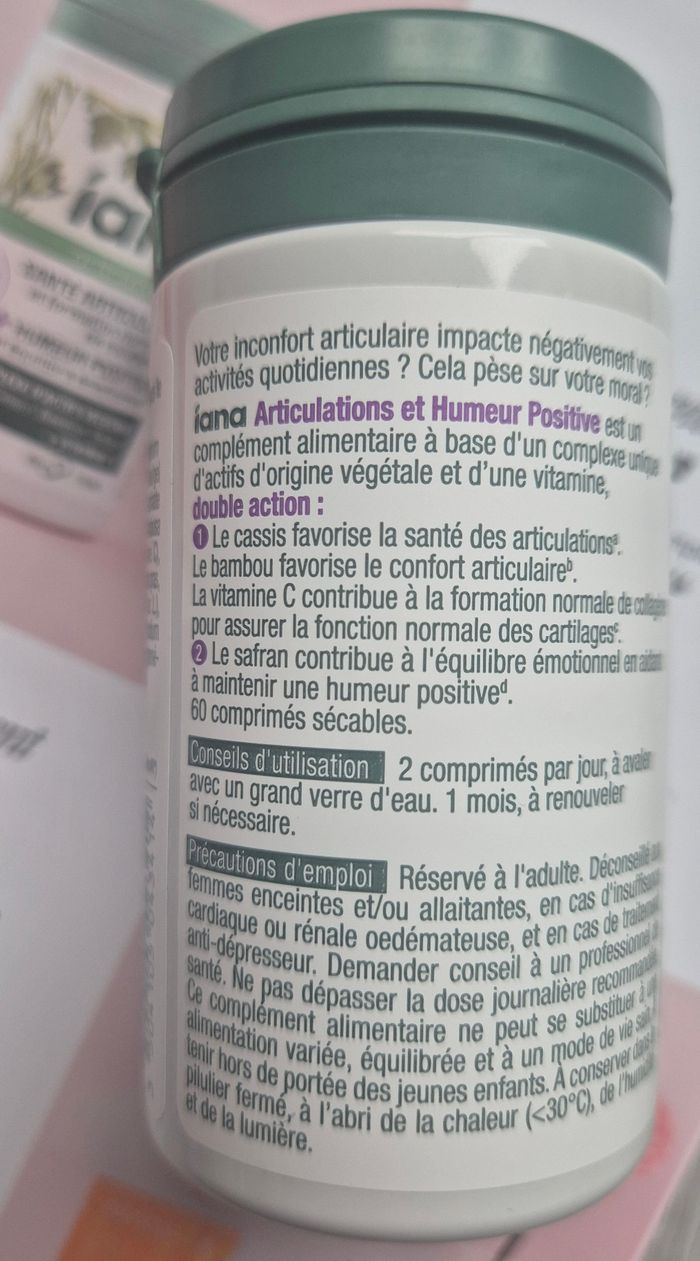 Votre inconfort articulaire impacte négativement vos
activités quotidiennes ? Cela pèse sur votre moral ?
íana Articulations et Humeur Positive est un
complément alimentaire à base d'un complexe unique
d'actifs d'origine végétale et d'une vitamine,
double action :
1 Le cassis favorise la santé des articulationsª.
Le bambou favorise le confort articulaireᵇ.
La vitamine C contribue à la formation normale de collagène
pour assurer la fonction normale des cartilagesᶜ.
2 Le safran contribue à l'équilibre émotionnel en aidant
à maintenir une humeur positiveᵈ.
60 comprimés sécables.
Conseils d'utilisation 2 comprimés par jour, à avaler
avec un grand verre d'eau. 1 mois, à renouveler
si nécessaire.
Précautions d'emploi Réservé à l'adulte. Déconseillé
femmes enceintes et/ou allaitantes, en cas d'insuffisance
cardiaque ou rénale oedémateuse, et en cas de traitement
anti-dépresseur. Demander conseil à un professionnel
santé. Ne pas dépasser la dose journalière recommandée.
Ce complément alimentaire ne peut se substituer à une
alimentation variée, équilibrée et à un mode de vie sain.
tenir hors de portée des jeunes enfants. A conserver dans
pilulier fermé, à l'abri de la chaleur (<30°C), de l'humidité
et de la lumière.